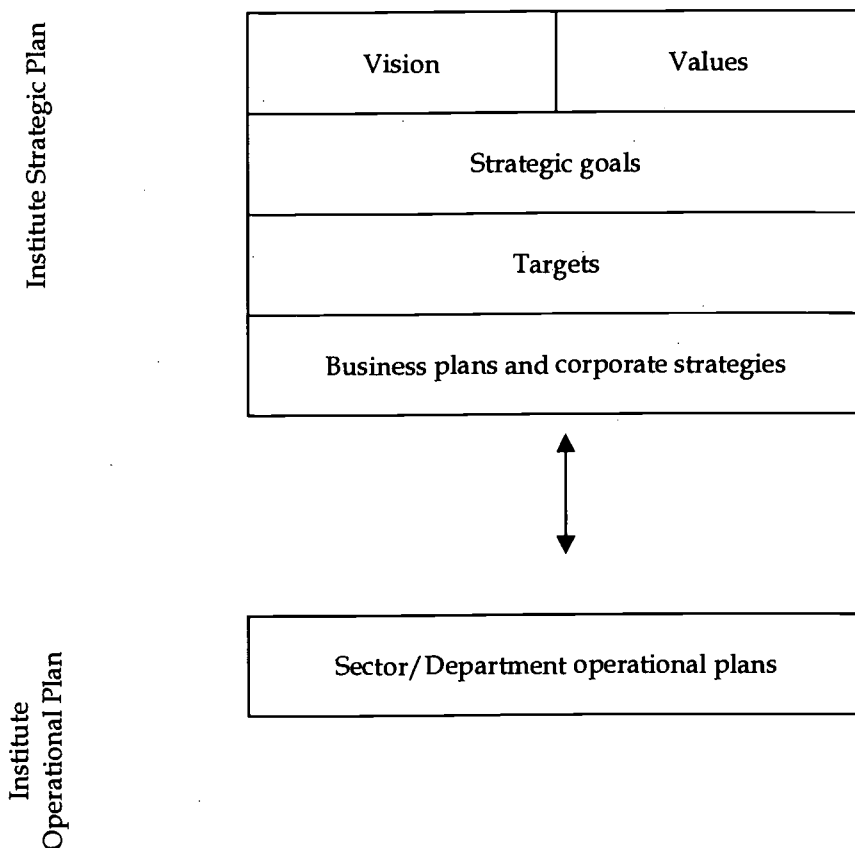 Institute Strategic Plan
Vision
Values
Strategic goals
Targets
Business plans and corporate strategies
Institute
Operational Plan
Sector/Department operational plans